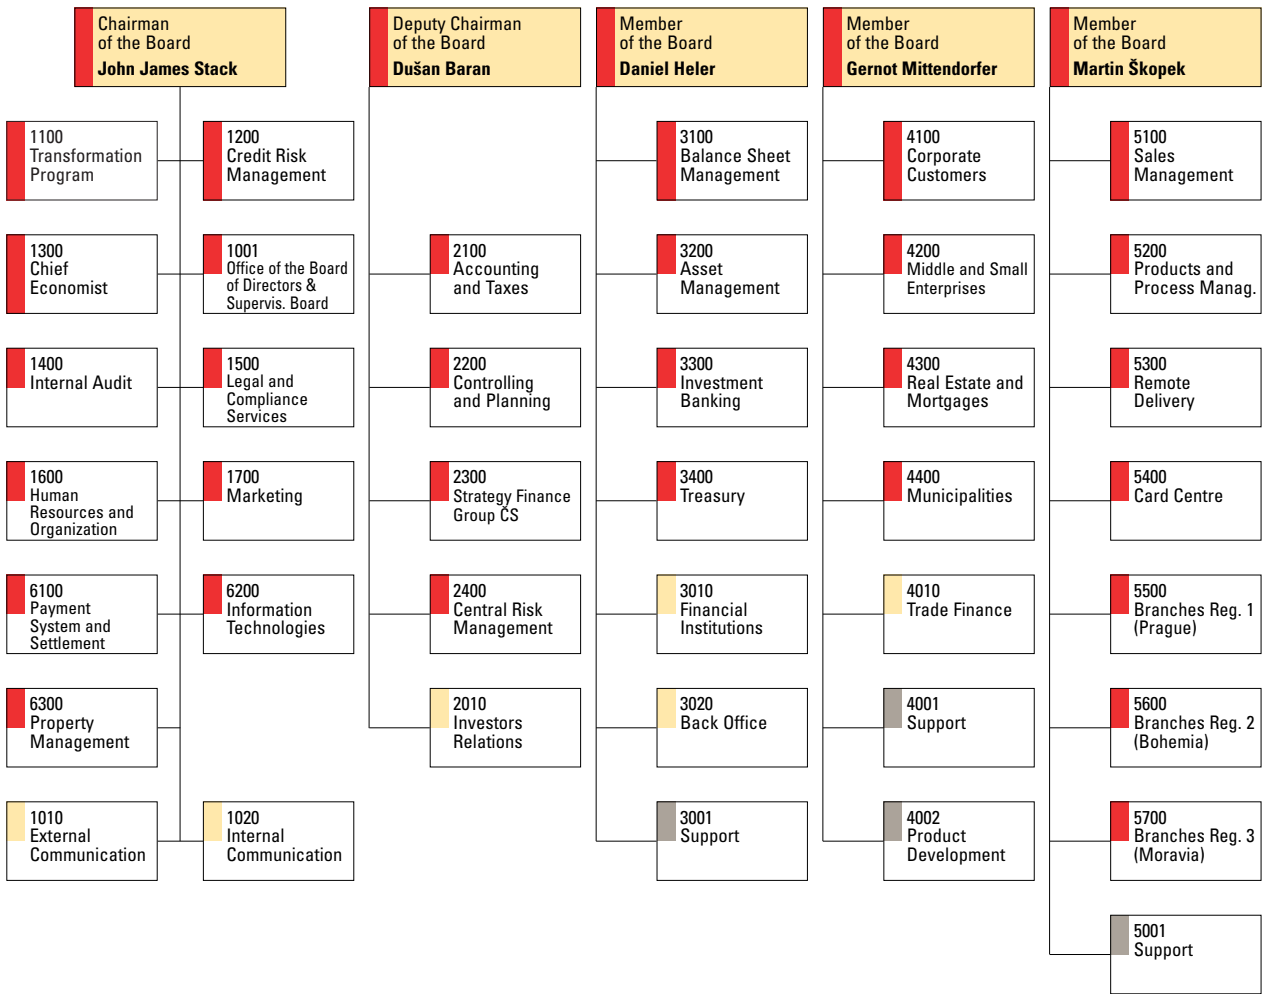 Chairman
of the Board
John James Stack
Deputy Chairman
of the Board
Dušan Baran
Member
of the Board
Daniel Heler
Member
of the Board
Gernot Mittendorfer
Member
of the Board
Martin Škopek
1100
Transformation
Program
1200
Credit Risk
Management
3100
Balance Sheet
Management
4100
Corporate
Customers
5100
Sales
Management
1300
Chief
Economist
1001
Office of the Board
of Directors &
Supervis. Board
2100
Accounting
and Taxes
3200
Asset
Management
4200
Middle and Small
Enterprises
5200
Products and
Process Manag.
1400
Internal Audit
1500
Legal and
Compliance
Services
2200
Controlling
and Planning
3300
Investment
Banking
4300
Real Estate and
Mortgages
5300
Remote
Delivery
1600
Human
Resources and
Organization
1700
Marketing
2300
Strategy Finance
Group ČS
3400
Treasury
4400
Municipalities
5400
Card Centre
6100
Payment
System and
Settlement
6200
Information
Technologies
2400
Central Risk
Management
3010
Financial
Institutions
4010
Trade Finance
5500
Branches Reg. 1
(Prague)
6300
Property
Management
2010
Investors
Relations
3020
Back Office
4001
Support
5600
Branches Reg. 2
(Bohemia)
1010
External
Communication
1020
Internal
Communication
3001
Support
4002
Product
Development
5700
Branches Reg. 3
(Moravia)
5001
Support